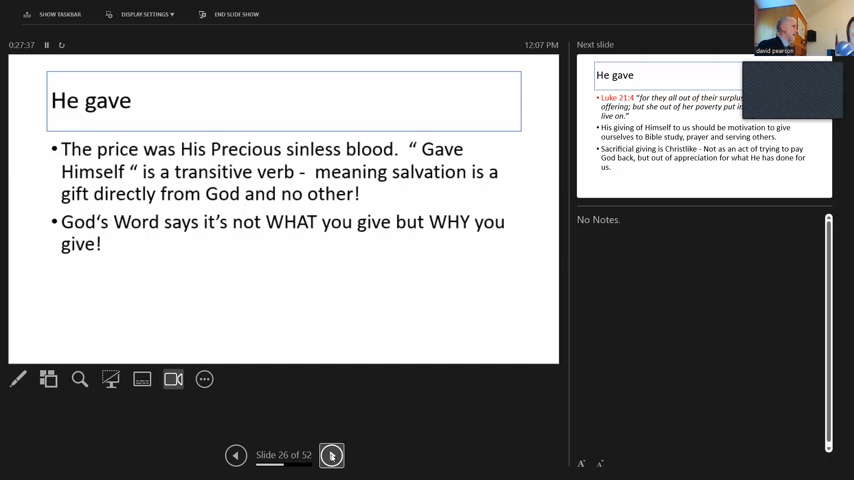 SHOW TASKBAR
DISPLAY SETTINGS ▾
END SLIDE SHOW
0:27:37
12:07 PM
He gave
• The price was His Precious sinless blood. “ Gave
Himself “ is a transitive verb - meaning salvation is a
gift directly from God and no other!
• God‘s Word says it’s not WHAT you give but WHY you
give!
Slide 26 of 52
Next slide
david pearson
He gave
• Luke 21:4 “for they all out of their surplus
offering; but she out of her poverty put in
live on.”
• His giving of Himself to us should be motivation to give
ourselves to Bible study, prayer and serving others.
• Sacrificial giving is Christlike - Not as an act of trying to pay
God back, but out of appreciation for what He has done for
us.
No Notes.
A A